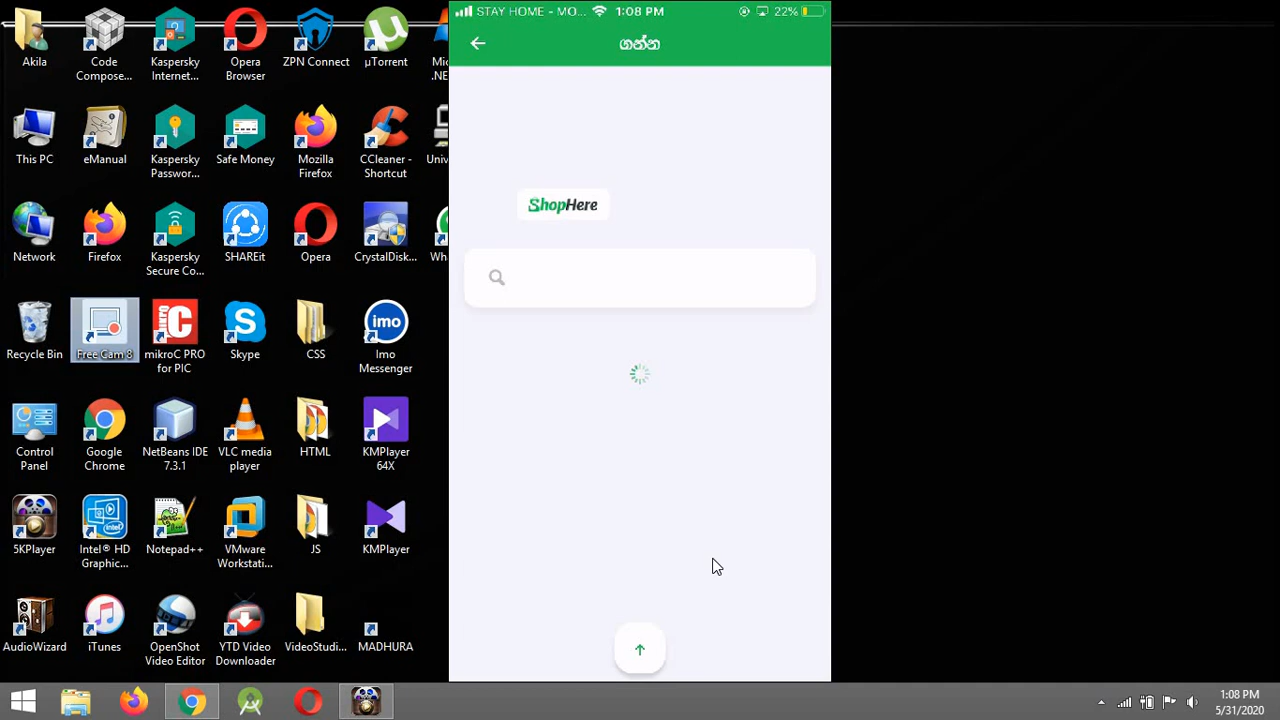 STAY HOME - MO... 1:08 PM 22%
ගන්න
ShopHere
Akila
Code Compose...
Kaspersky Internet...
Opera Browser
ZPN Connect
µTorrent
Mic
.NE
This PC
eManual
Kaspersky Passwor...
Safe Money
Mozilla Firefox
CCleaner - Shortcut
Univ
Network
Firefox
Kaspersky Secure Co...
SHAREit
Opera
CrystalDisk...
Wh
Recycle Bin
Free Cam 8
mikroC PRO for PIC
Skype
CSS
Imo Messenger
Control Panel
Google Chrome
NetBeans IDE 7.3.1
VLC media player
HTML
KMPlayer 64X
5KPlayer
Intel® HD Graphic...
Notepad++
VMware Workstati...
JS
KMPlayer
AudioWizard
iTunes
OpenShot Video Editor
YTD Video Downloader
VideoStudi...
MADHURA
1:08 PM
5/31/2020